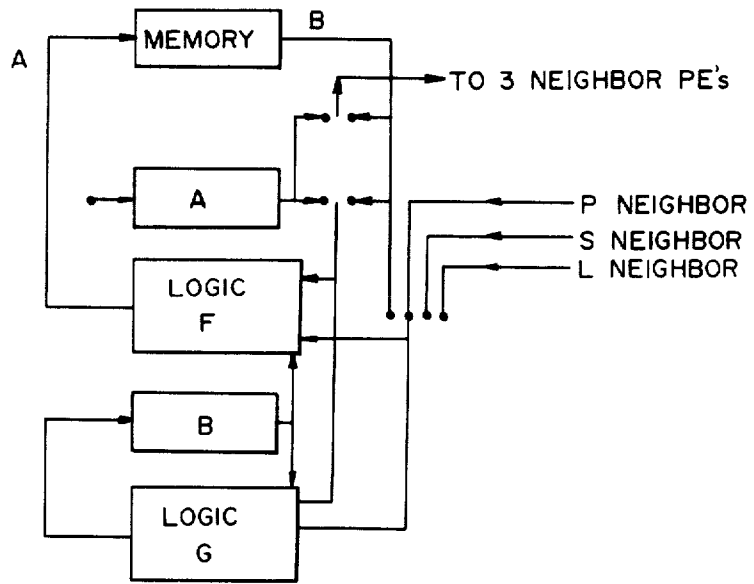 A
MEMORY
B
TO 3 NEIGHBOR PE's
A
P NEIGHBOR
S NEIGHBOR
L NEIGHBOR
LOGIC
F
B
LOGIC
G